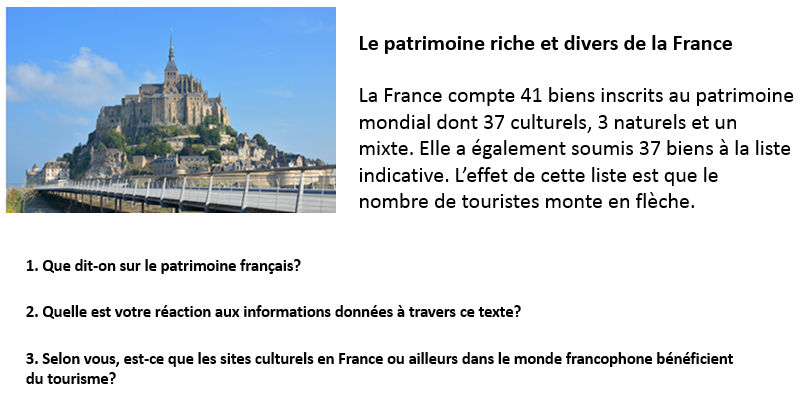 Le patrimoine riche et divers de la France
La France compte 41 biens inscrits au patrimoine
mondial dont 37 culturels, 3 naturels et un
mixte. Elle a également soumis 37 biens à la liste
indicative. L’effet de cette liste est que le
nombre de touristes monte en flèche.
1. Que dit-on sur le patrimoine français?
2. Quelle est votre réaction aux informations données à travers ce texte?
3. Selon vous, est-ce que les sites culturels en France ou ailleurs dans le monde francophone bénéficient
du tourisme?